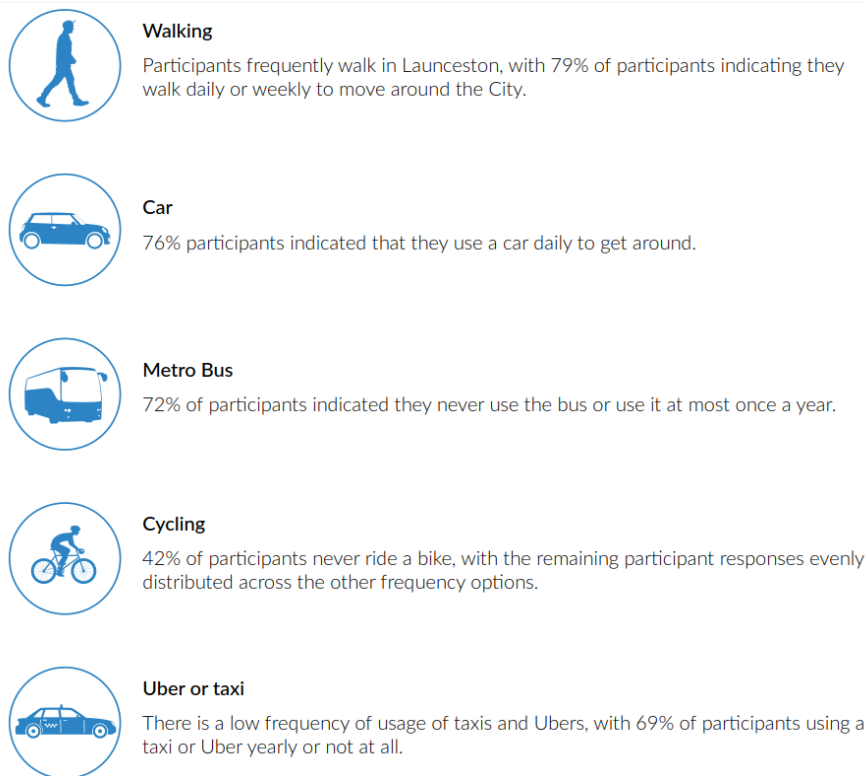 Walking
Participants frequently walk in Launceston, with 79% of participants indicating they
walk daily or weekly to move around the City.
Car
76% participants indicated that they use a car daily to get around.
Metro Bus
72% of participants indicated they never use the bus or use it at most once a year.
Cycling
42% of participants never ride a bike, with the remaining participant responses evenly
distributed across the other frequency options.
Uber or taxi
There is a low frequency of usage of taxis and Ubers, with 69% of participants using a
taxi or Uber yearly or not at all.